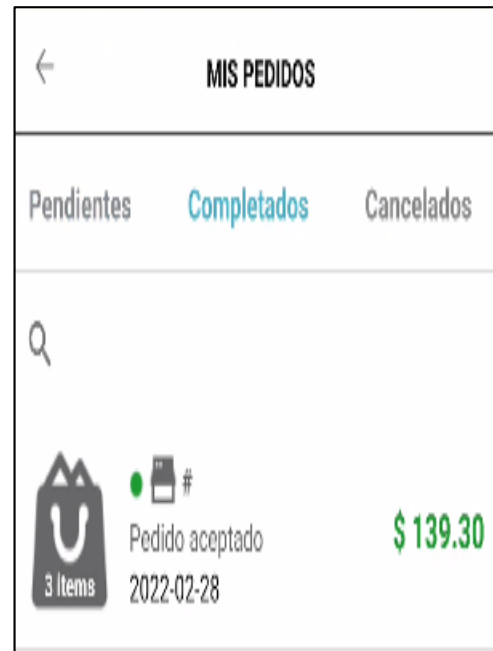 MIS PEDIDOS
Pendientes Completados Cancelados
#
Pedido aceptado
$ 139.30
3 items
2022-02-28